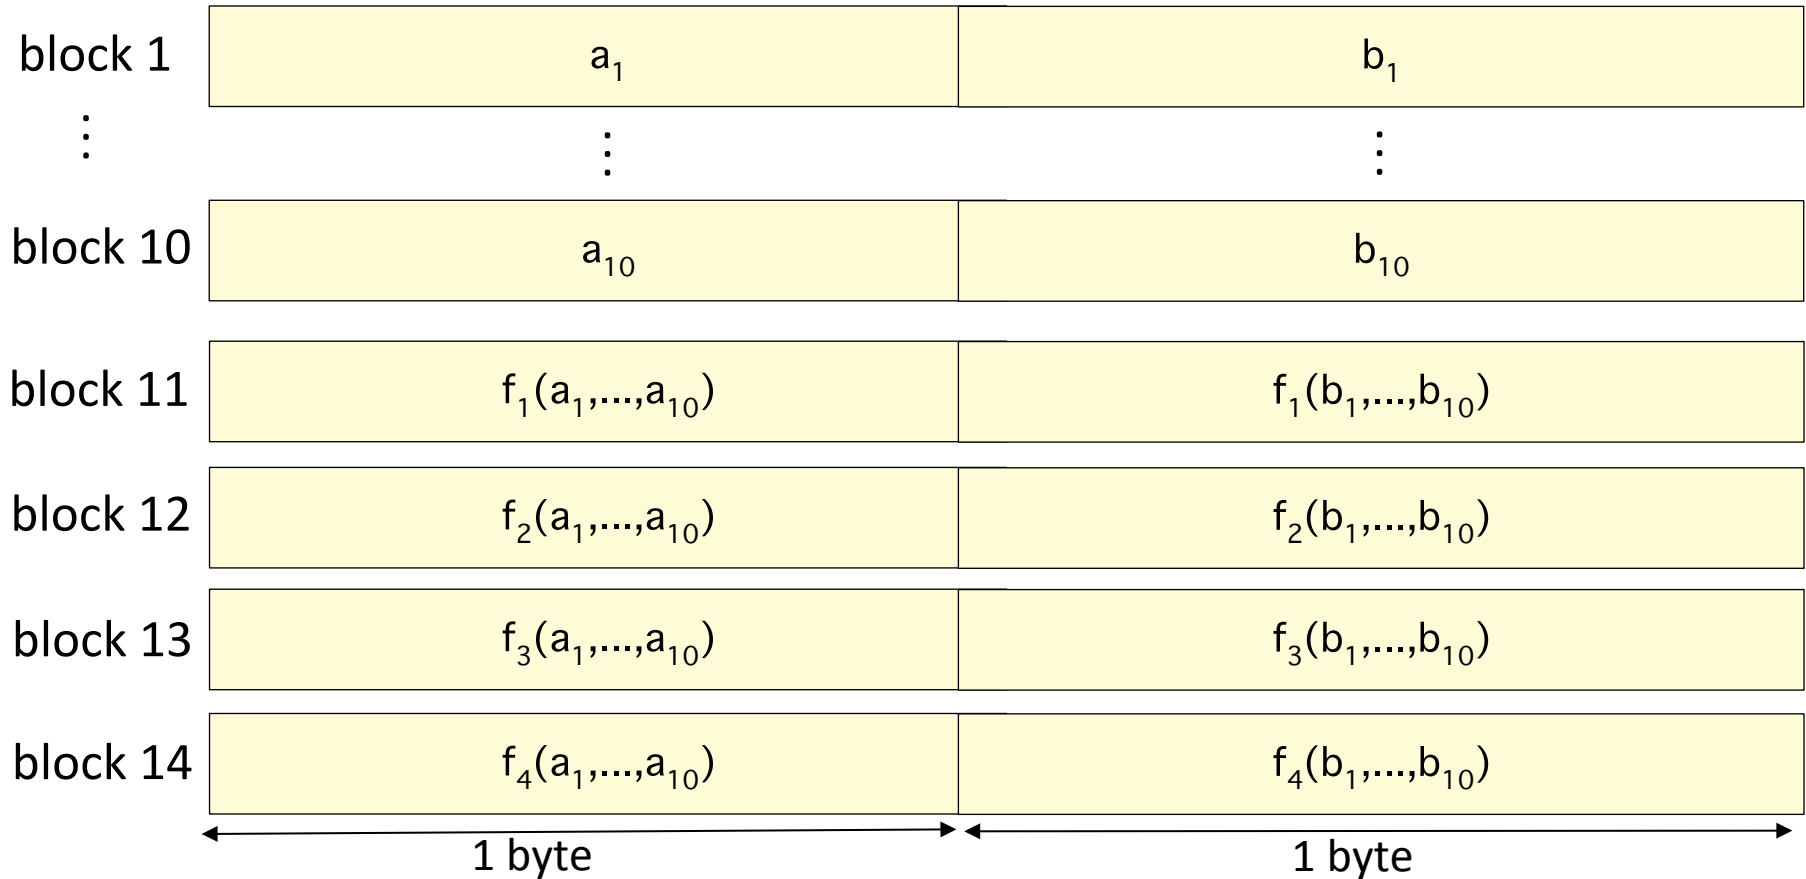 block 1 a₁ b₁
⋮ ⋮ ⋮
block 10 a₁₀ b₁₀
block 11 f₁(a₁,...,a₁₀) f₁(b₁,...,b₁₀)
block 12 f₂(a₁,...,a₁₀) f₂(b₁,...,b₁₀)
block 13 f₃(a₁,...,a₁₀) f₃(b₁,...,b₁₀)
block 14 f₄(a₁,...,a₁₀) f₄(b₁,...,b₁₀)
1 byte 1 byte